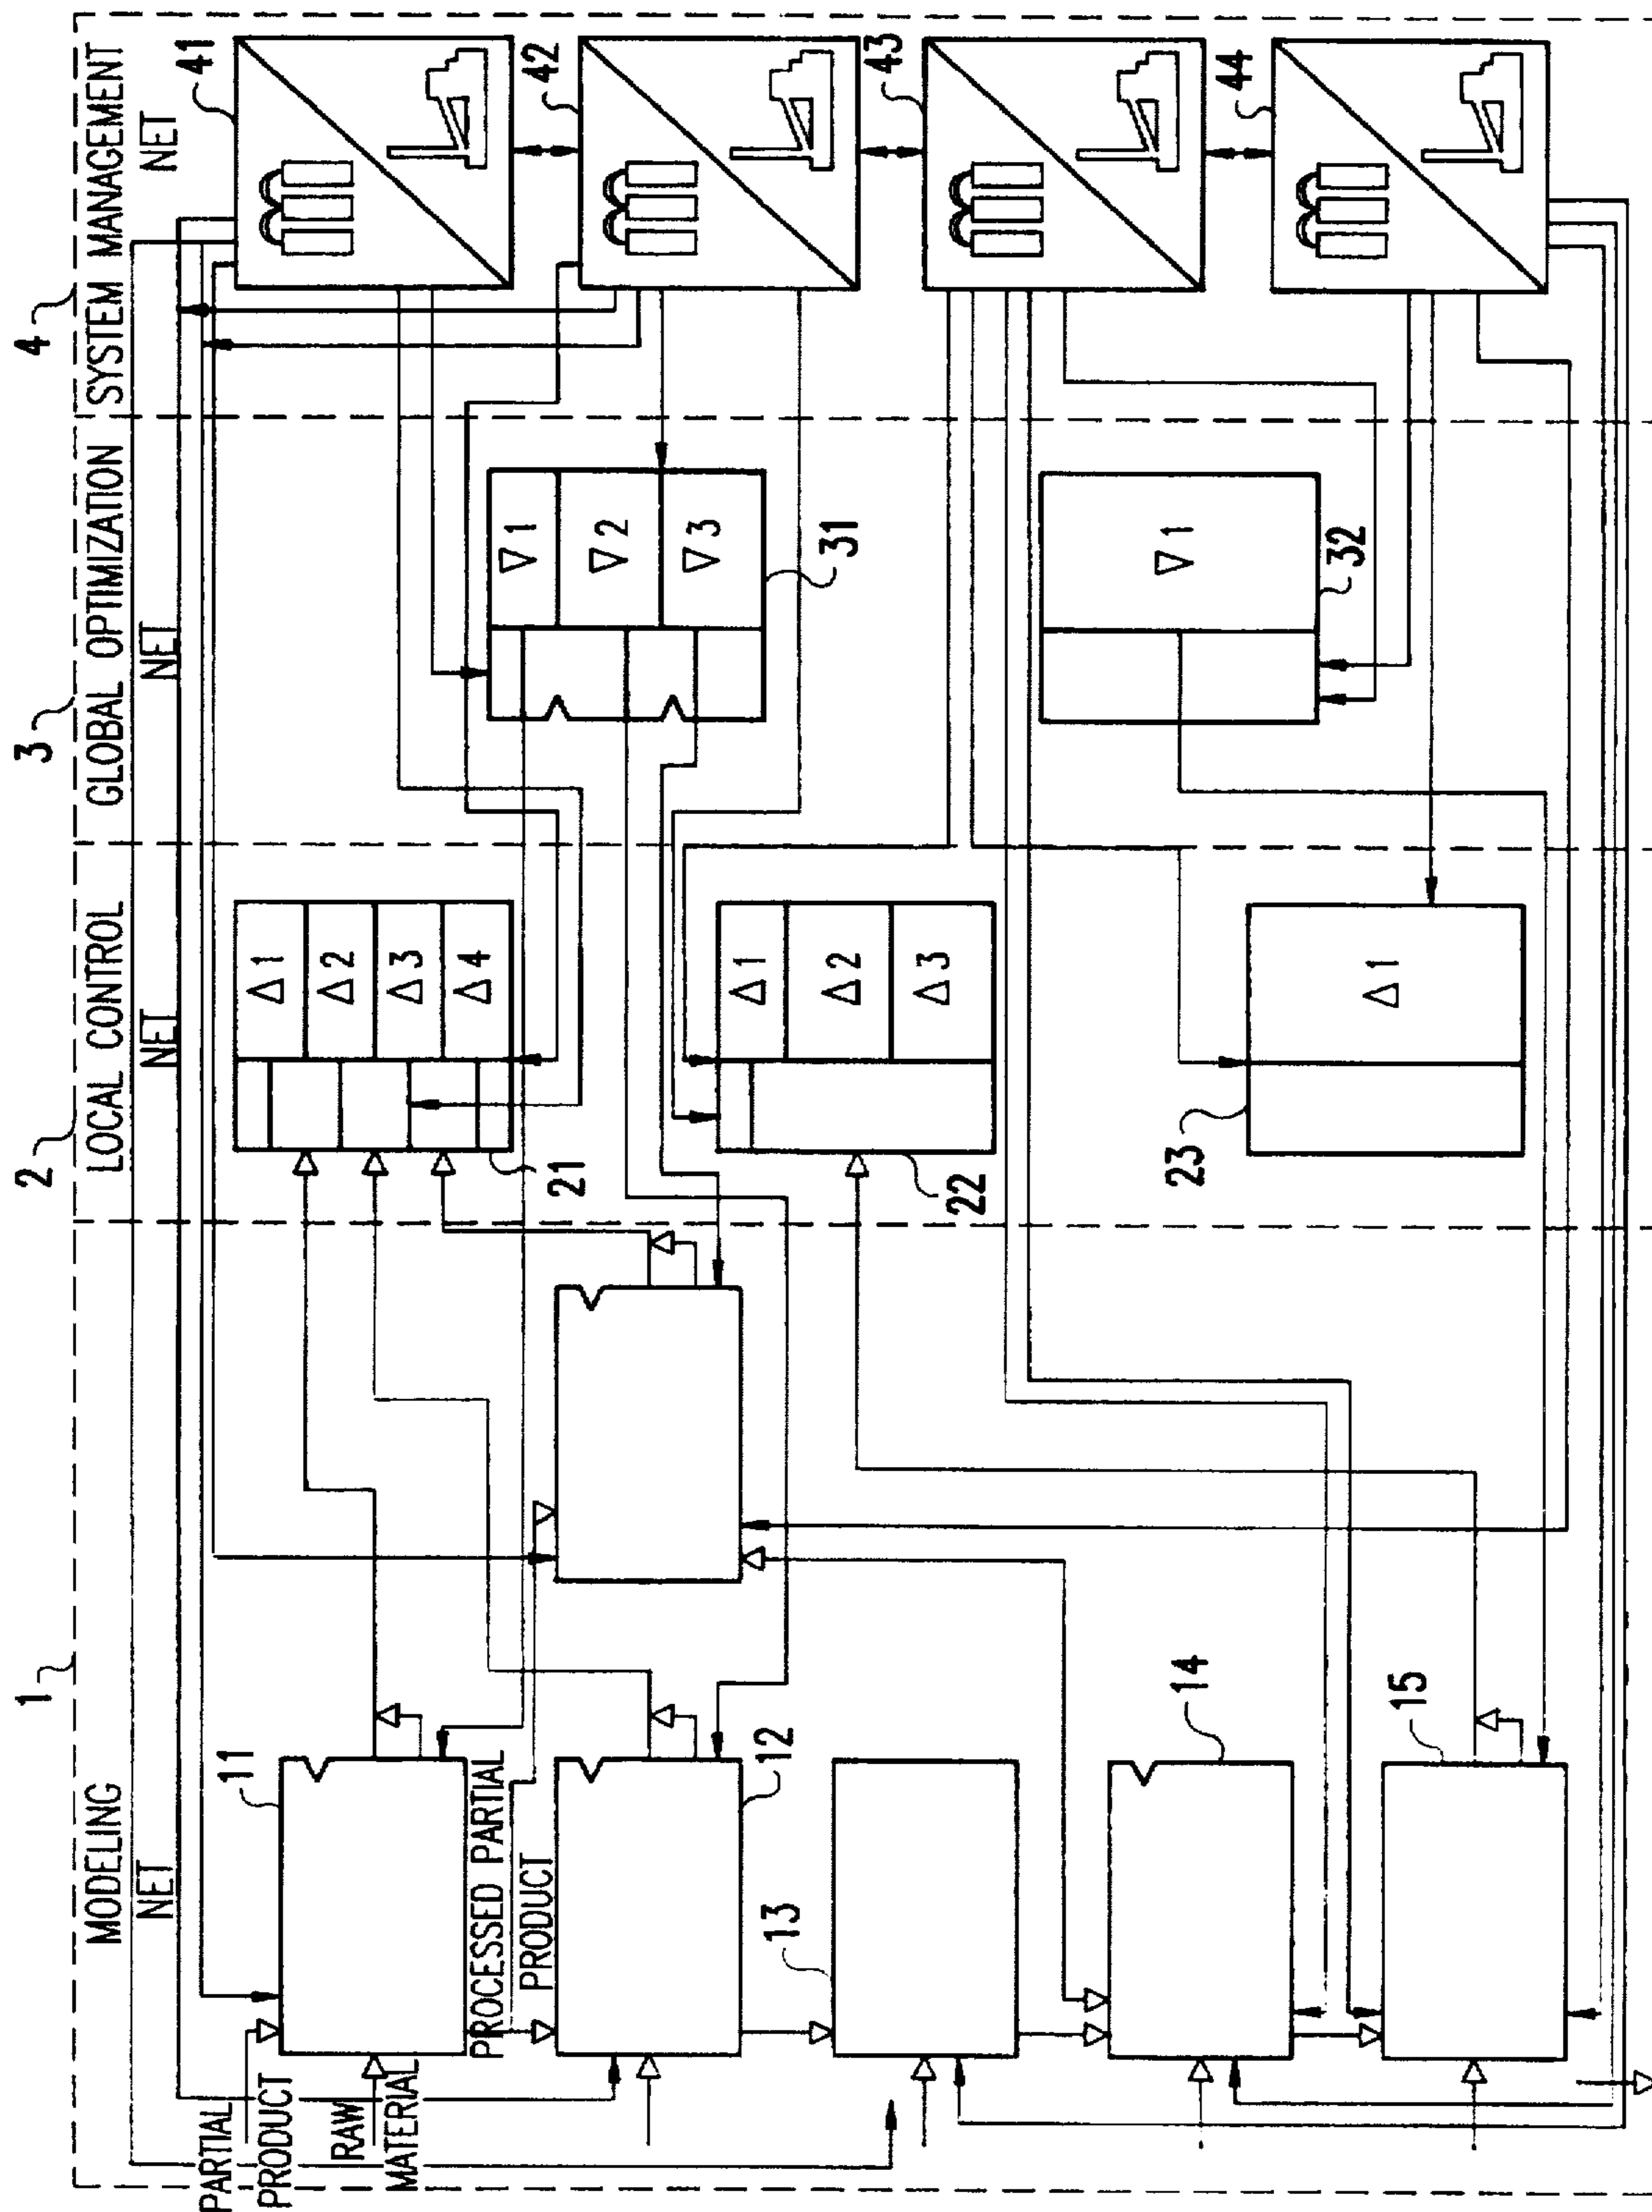 4
SYSTEM MANAGEMENT
NET
41
42
43
44
3
GLOBAL OPTIMIZATION
NET
∇1
∇2
∇3
31
∇1
32
2
LOCAL CONTROL
NET
Δ1
Δ2
Δ3
Δ4
21
Δ1
Δ2
Δ3
22
Δ1
23
1
MODELING
NET
11
PROCESSED PARTIAL
PRODUCT
12
13
14
15
PARTIAL
PRODUCT
RAW
MATERIAL